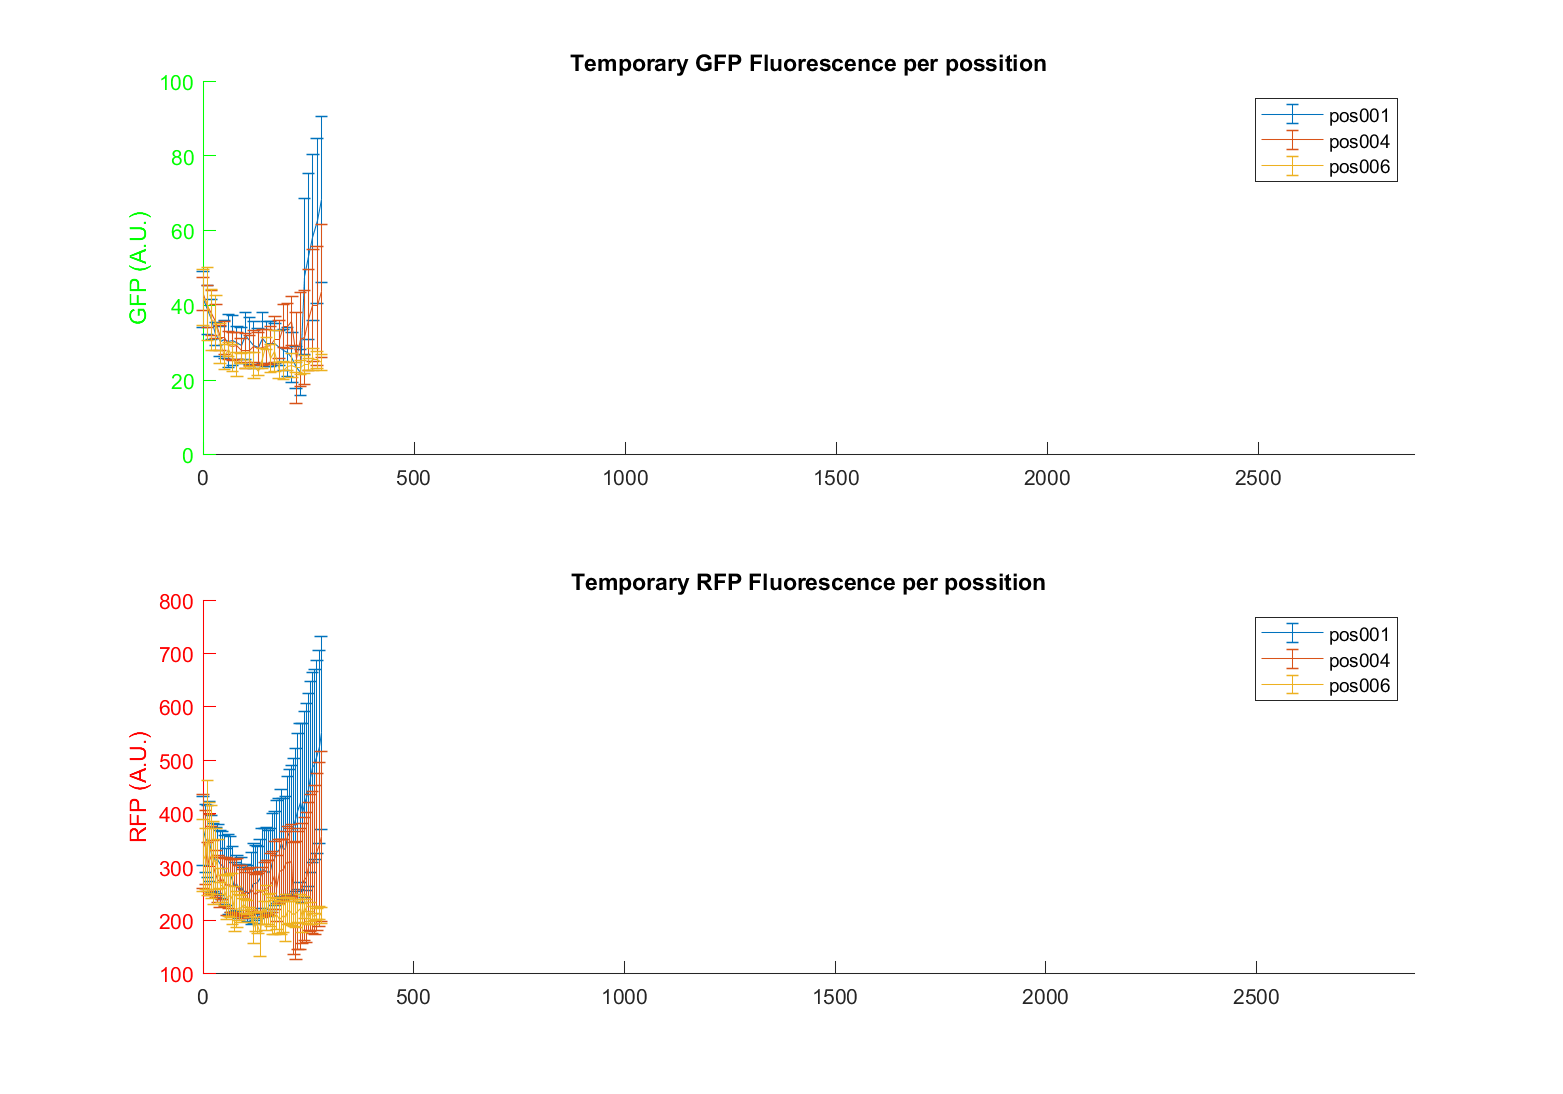 Temporary GFP Fluorescence per possition
GFP (A.U.)
100
80
60
40
20
0
0 500 1000 1500 2000 2500
pos001
pos004
pos006
Temporary RFP Fluorescence per possition
RFP (A.U.)
800
700
600
500
400
300
200
100
0 500 1000 1500 2000 2500
pos001
pos004
pos006